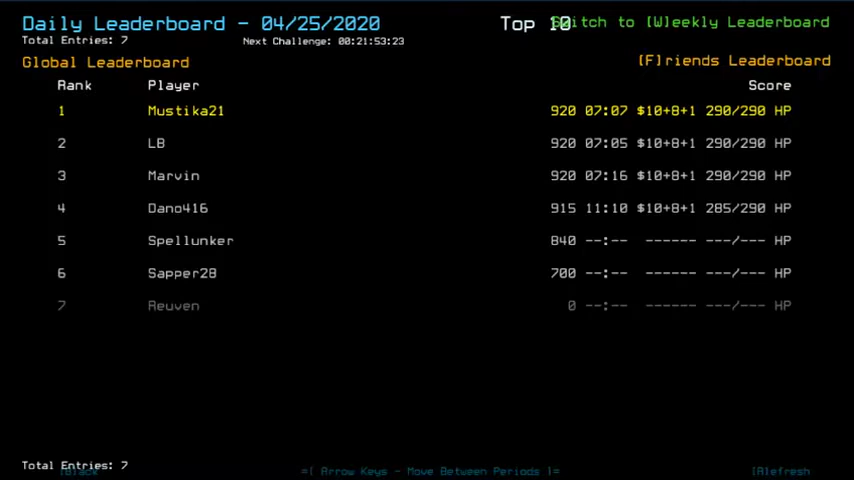 Daily Leaderboard - 04/25/2020 Top 10 Switch to [W]eekly Leaderboard
Total Entries: 7 Next Challenge: 00:21:53:23
Global Leaderboard [F]riends Leaderboard
Rank Player Score
1 Mustika21 920 07:07 $10+8+1 290/290 HP
2 LB 920 07:05 $10+8+1 290/290 HP
3 Marvin 920 07:16 $10+8+1 290/290 HP
4 Dano416 915 11:10 $10+8+1 285/290 HP
5 Spellunker 840 --:-- ------ ---/--- HP
6 Sapper28 700 --:-- ------ ---/--- HP
7 Reuven 0 --:-- ------ ---/--- HP
Total Entries: 7
[B]ack =[ Arrow Keys - Move Between Periods ]= [R]efresh